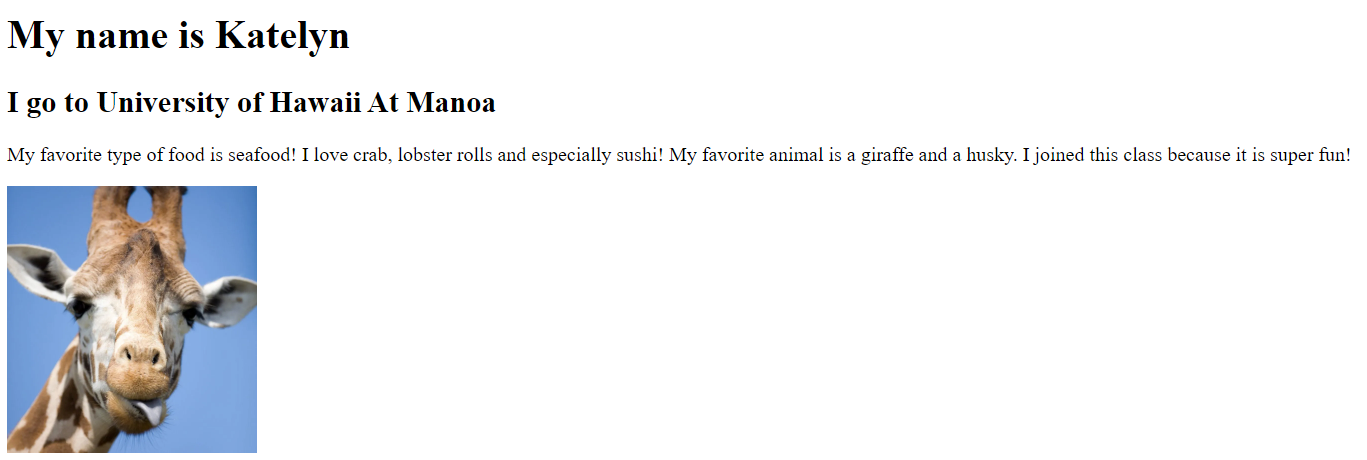 My name is Katelyn
I go to University of Hawaii At Manoa
My favorite type of food is seafood! I love crab, lobster rolls and especially sushi! My favorite animal is a giraffe and a husky. I joined this class because it is super fun!